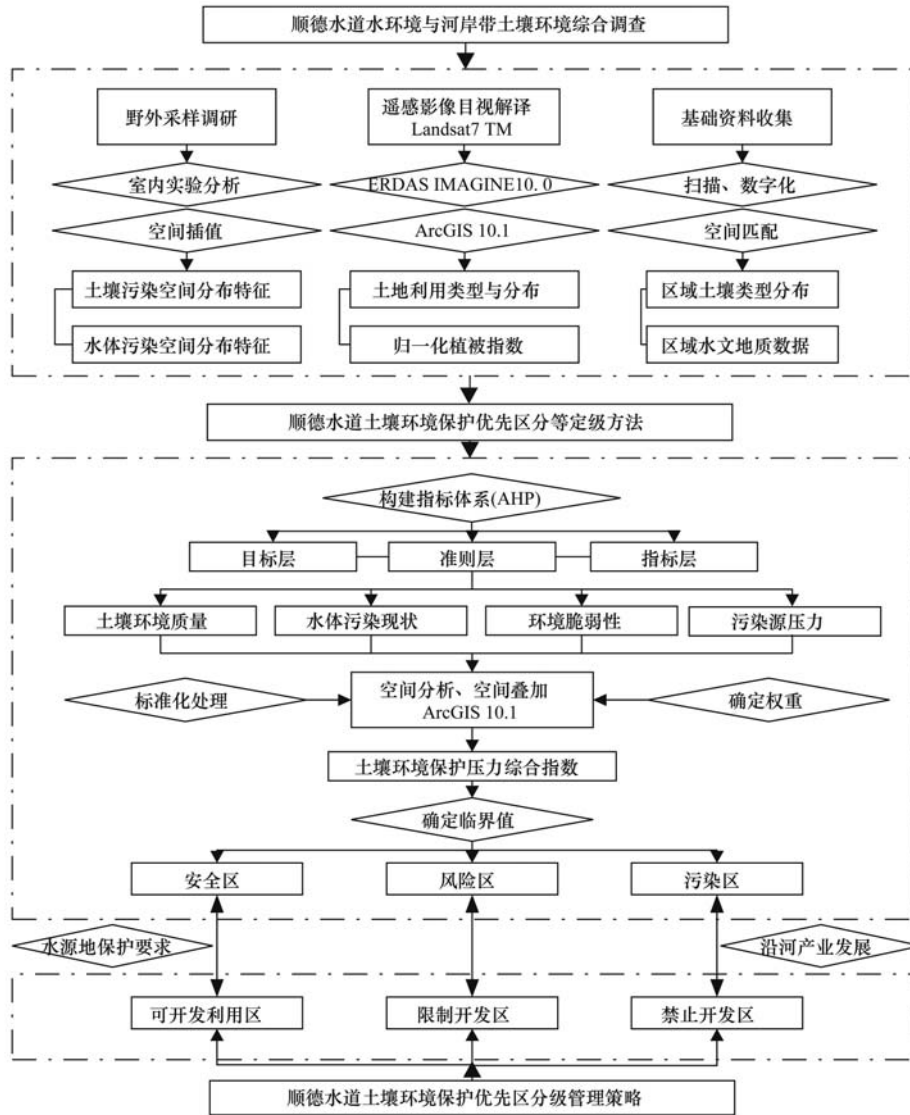 顺德水道水环境与河岸带土壤环境综合调查
野外采样调研
遥感影像目视解译
Landsat7 TM
基础资料收集
室内实验分析
ERDAS IMAGINE10. 0
扫描、数字化
空间插值
ArcGIS 10.1
空间匹配
土壤污染空间分布特征
土地利用类型与分布
区域土壤类型分布
水体污染空间分布特征
归一化植被指数
区域水文地质数据
顺德水道土壤环境保护优先区分等定级方法
构建指标体系(AHP)
目标层
准则层
指标层
土壤环境质量
水体污染现状
环境脆弱性
污染源压力
标准化处理
空间分析、空间叠加
ArcGIS 10.1
确定权重
土壤环境保护压力综合指数
确定临界值
安全区
风险区
污染区
水源地保护要求
沿河产业发展
可开发利用区
限制开发区
禁止开发区
顺德水道土壤环境保护优先区分级管理策略